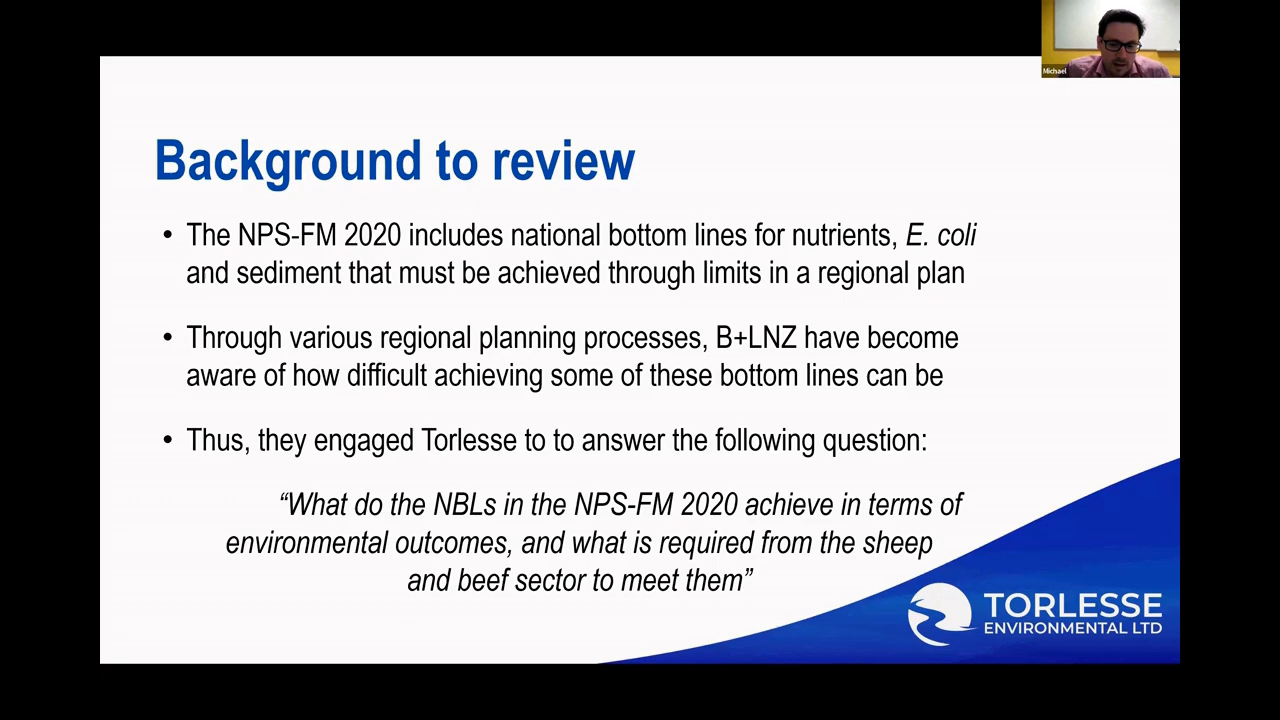 Michael
Background to review
• The NPS-FM 2020 includes national bottom lines for nutrients, E. coli
and sediment that must be achieved through limits in a regional plan
• Through various regional planning processes, B+LNZ have become
aware of how difficult achieving some of these bottom lines can be
• Thus, they engaged Torlesse to to answer the following question:
“What do the NBLs in the NPS-FM 2020 achieve in terms of
environmental outcomes, and what is required from the sheep
and beef sector to meet them”
TORLESSE
ENVIRONMENTAL LTD